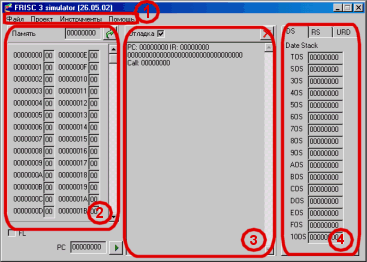 FRISC 3 simulator [26.05.02]
Файл Проект Инструменты Помощь
1
Память 00000000
00000000 00 0000000E 00
00000001 00 0000000F 00
00000002 00 00000010 00
00000003 00 00000011 00
00000004 00 00000012 00
00000005 00 00000013 00
00000006 00 00000014 00
00000007 00 00000015 00
00000008 00 00000016 00
00000009 00 00000017 00
0000000A 00 00000018 00
0000000B 00 00000019 00
0000000C 00 0000001A 00
0000000D 00 0000001B 00
2
FL
PC 00000000
Отладка
PC: 00000000 IR: 00000000
00000000000000000000000000000000
Call: 00000000
3
DS RS URD
Date Stack
TOS 00000000
SOS 00000000
3OS 00000000
4OS 00000000
5OS 00000000
6OS 00000000
7OS 00000000
8OS 00000000
9OS 00000000
AOS 00000000
BOS 00000000
COS 00000000
DOS 00000000
EOS 00000000
FOS 00000000
10OS 00000000
4